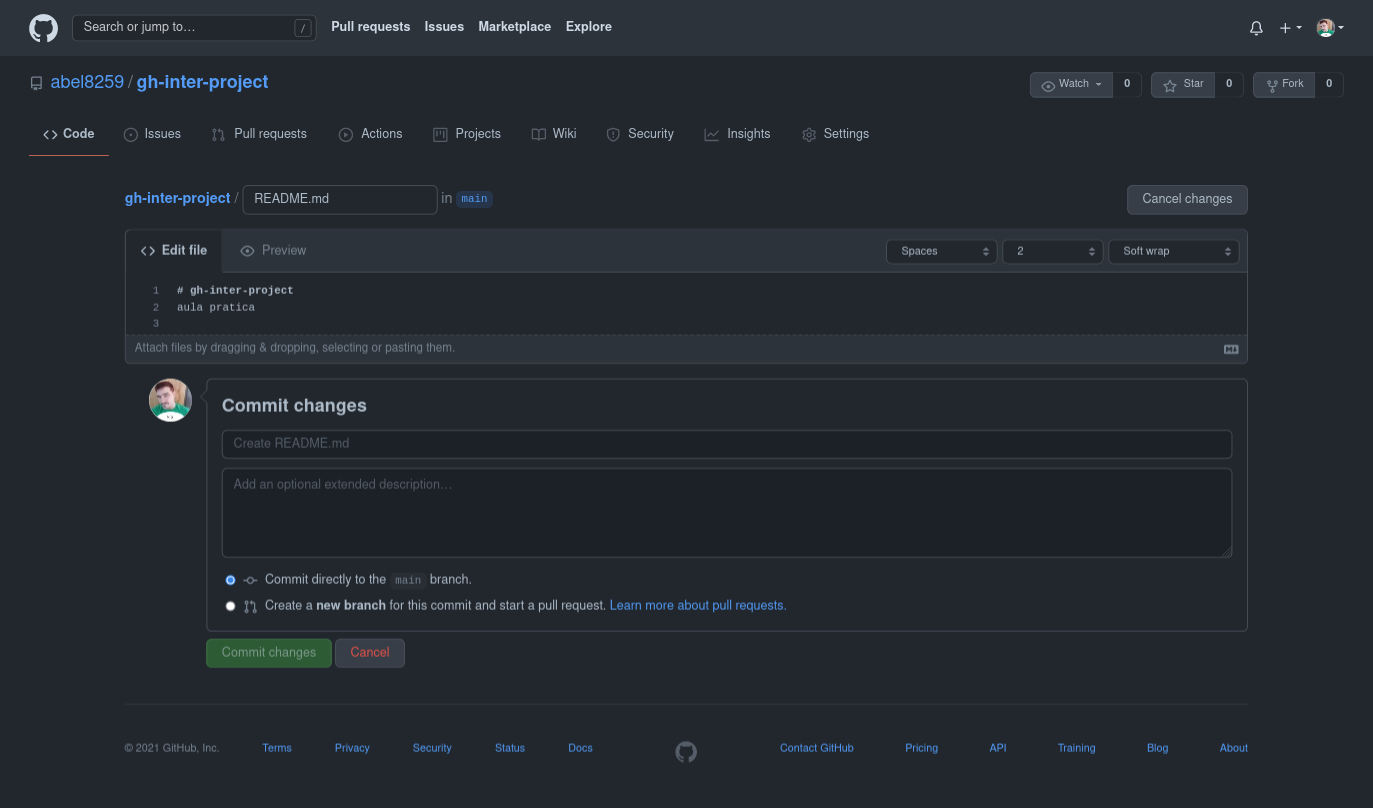 Search or jump to… /
Pull requests Issues Marketplace Explore
abel8259 / gh-inter-project
Watch 0 Star 0 Fork 0
Code Issues Pull requests Actions Projects Wiki Security Insights Settings
gh-inter-project / README.md in main
Cancel changes
Edit file Preview
Spaces 2 Soft wrap
1 # gh-inter-project
2 aula pratica
3
Attach files by dragging & dropping, selecting or pasting them.
Commit changes
Create README.md
Add an optional extended description…
Commit directly to the main branch.
Create a new branch for this commit and start a pull request. Learn more about pull requests.
Commit changes Cancel
© 2021 GitHub, Inc. Terms Privacy Security Status Docs Contact GitHub Pricing API Training Blog About